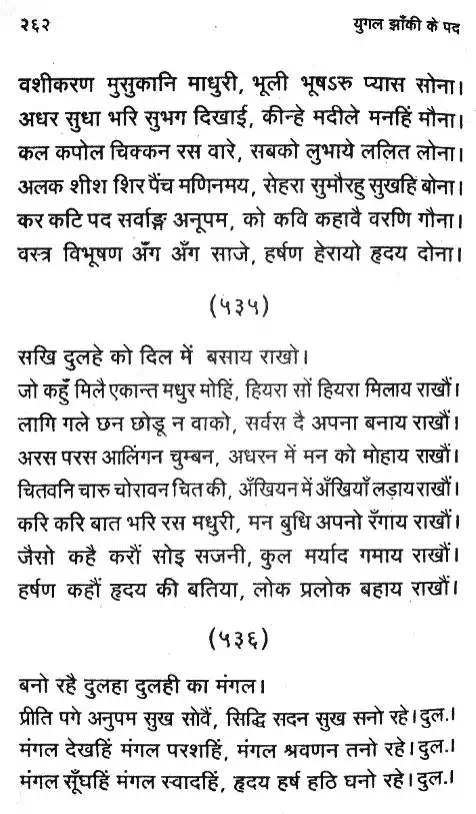 २६२ युगल झाँकी के पद
वशीकरण मुसुकानि माधुरी, भूली भूषऽरु प्यास सोना।
अधर सुधा भरि सुभग दिखाई, कीन्हे मदीले मनहिं मौना।
कल कपोल चिक्कन रस वारे, सबको लुभाये ललित लोना।
अलक शीश शिर पैंच मणिनमय, सेहरा सुमौरहु सुखहि बोना।
कर कटि पद सर्वाङ्ग अनूपम, को कवि कहावै वरणि गौना।
वस्त्र विभूषण अँग अँग साजे, हर्षण हेरायो हृदय दोना।
(५३५)
सखि दुलहे को दिल में बसाय राखो।
जो कहुँ मिलै एकान्त मधुर मोहिं, हियरा सों हियरा मिलाय राखौं।
लागि गले छन छोडू न वाको, सर्वस दै अपना बनाय राखौं।
अरस परस आलिंगन चुम्बन, अधरन में मन को मोहाय राखौं।
चितवनि चारु चोरावन चित की, अँखियन में अँखियाँ लड़ाय राखौं।
करि करि बात भरि रस मधुरी, मन बुधि अपनो रँगाय राखौं।
जैसो कहै करौं सोइ सजनी, कुल मर्याद गमाय राखौं।
हर्षण कहौं हृदय की बतिया, लोक प्रलोक बहाय राखौं।
(५३६)
बनो रहै दुलहा दुलही का मंगल।
प्रीति पगे अनुपम सुख सोवैं, सिद्धि सदन सुख सनो रहे।दुल.।
मंगल देखहिं मंगल परशहिं, मंगल श्रवणन तनो रहे।दुल.।
मंगल सूँघहिं मंगल स्वादहिं, हृदय हर्ष हठि घनो रहे।दुल.।